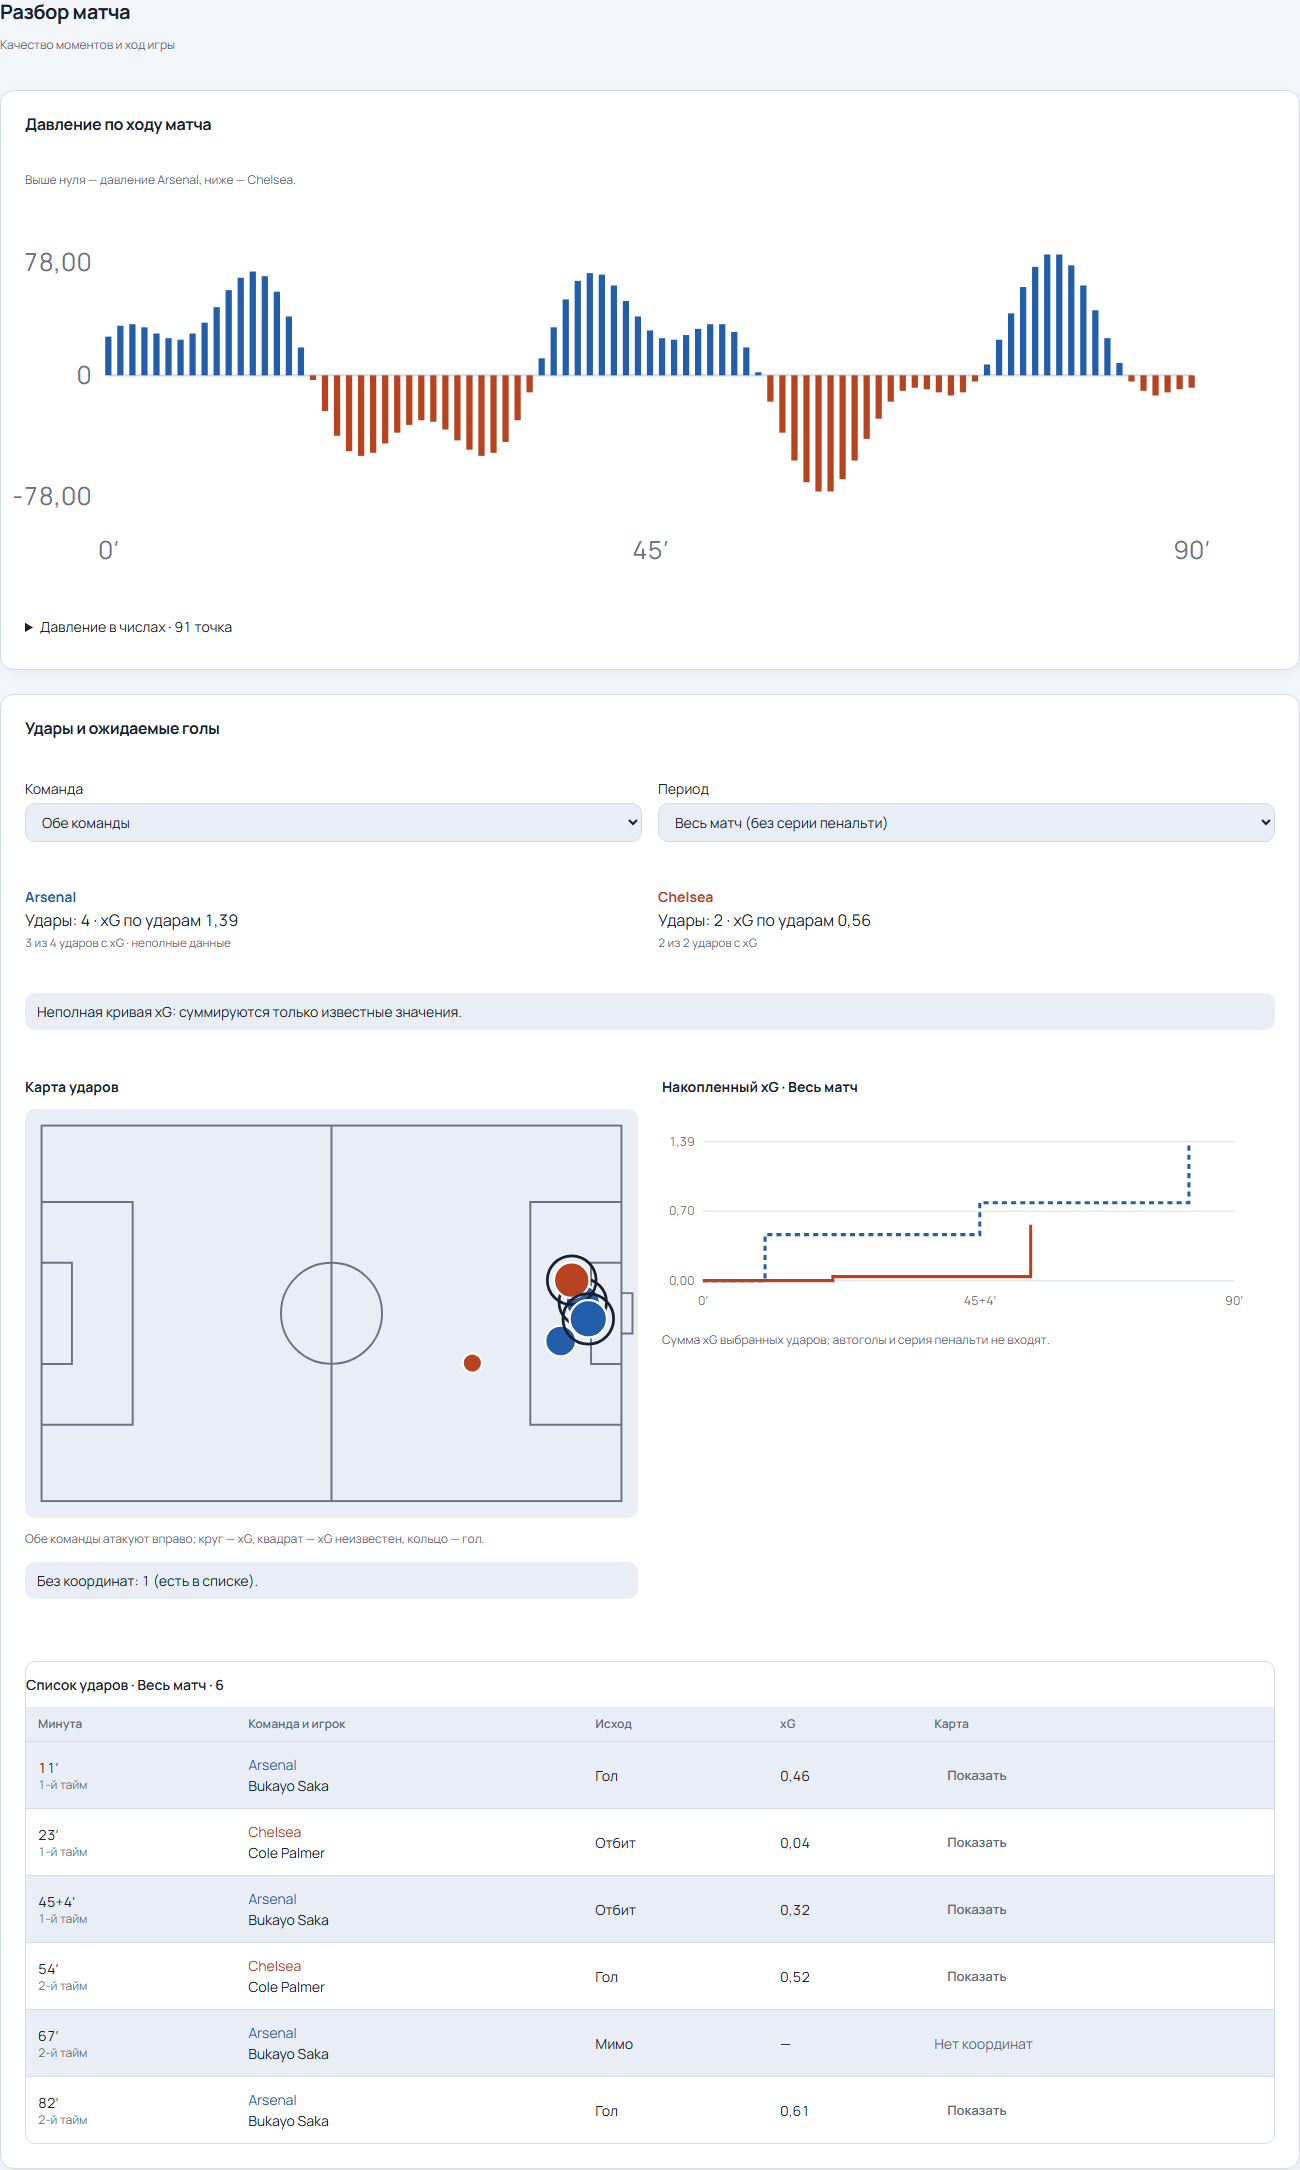 Разбор матча
Качество моментов и ход игры
Давление по ходу матча
Выше нуля — давление Arsenal, ниже — Chelsea.
78,00
0
-78,00
0′ 45′ 90′
Давление в числах · 91 точка
Удары и ожидаемые голы
Команда Период
Обе команды Весь матч (без серии пенальти)
Arsenal Chelsea
Удары: 4 · xG по ударам 1,39 Удары: 2 · xG по ударам 0,56
3 из 4 ударов с xG · неполные данные 2 из 2 ударов с xG
Неполная кривая xG: суммируются только известные значения.
Карта ударов
Обе команды атакуют вправо; круг — xG, квадрат — xG неизвестен, кольцо — гол.
Без координат: 1 (есть в списке).
Накопленный xG · Весь матч
1,39
0,70
0,00
0′ 45+4′ 90′
Сумма xG выбранных ударов; автоголы и серия пенальти не входят.
Список ударов · Весь матч · 6
Минута Команда и игрок Исход xG Карта
11′ Arsenal Гол 0,46 Показать
1-й тайм Bukayo Saka
23′ Chelsea Отбит 0,04 Показать
1-й тайм Cole Palmer
45+4′ Arsenal Отбит 0,32 Показать
1-й тайм Bukayo Saka
54′ Chelsea Гол 0,52 Показать
2-й тайм Cole Palmer
67′ Arsenal Мимо — Нет координат
2-й тайм Bukayo Saka
82′ Arsenal Гол 0,61 Показать
2-й тайм Bukayo Saka